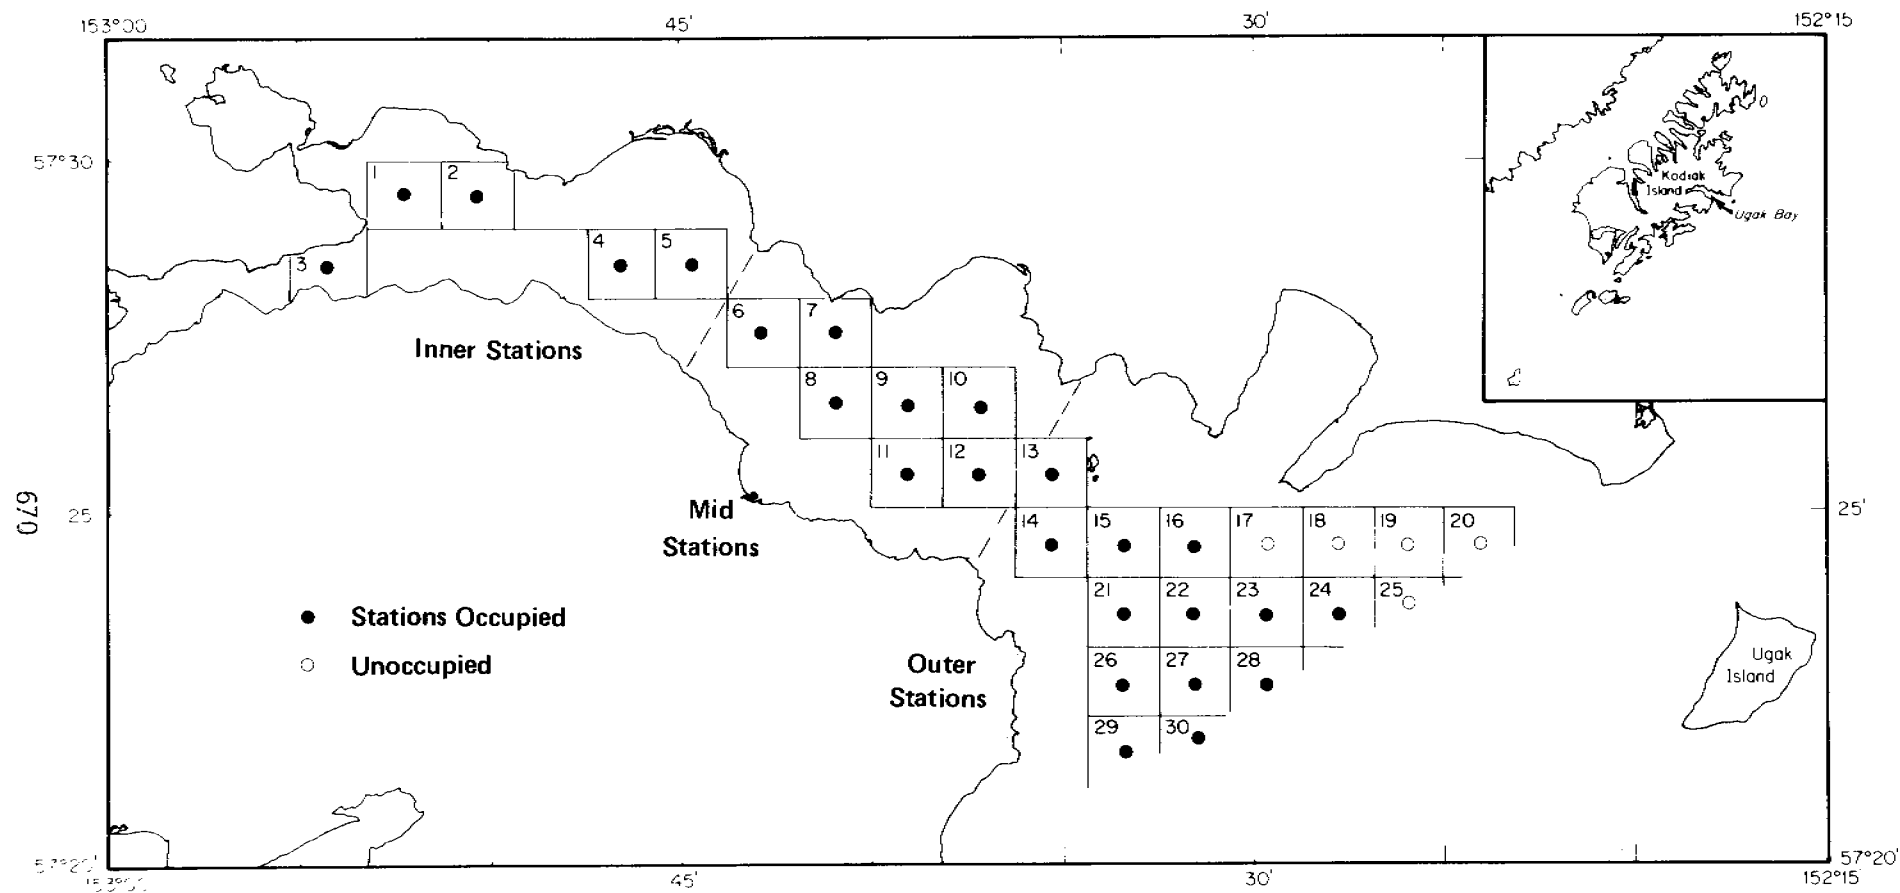 153°00 45' 30' 152°15
57°30
1 2
3 4 5
6 7
8 9 10
11 12 13
14 15 16 17 18 19 20
21 22 23 24 25
26 27 28
29 30
Inner Stations
Mid
Stations
Outer
Stations
Kodiak
Island
Ugak Bay
25 25'
● Stations Occupied
○ Unoccupied
Ugak
Island
57°20' 57°20'
45' 30' 152°15'
670